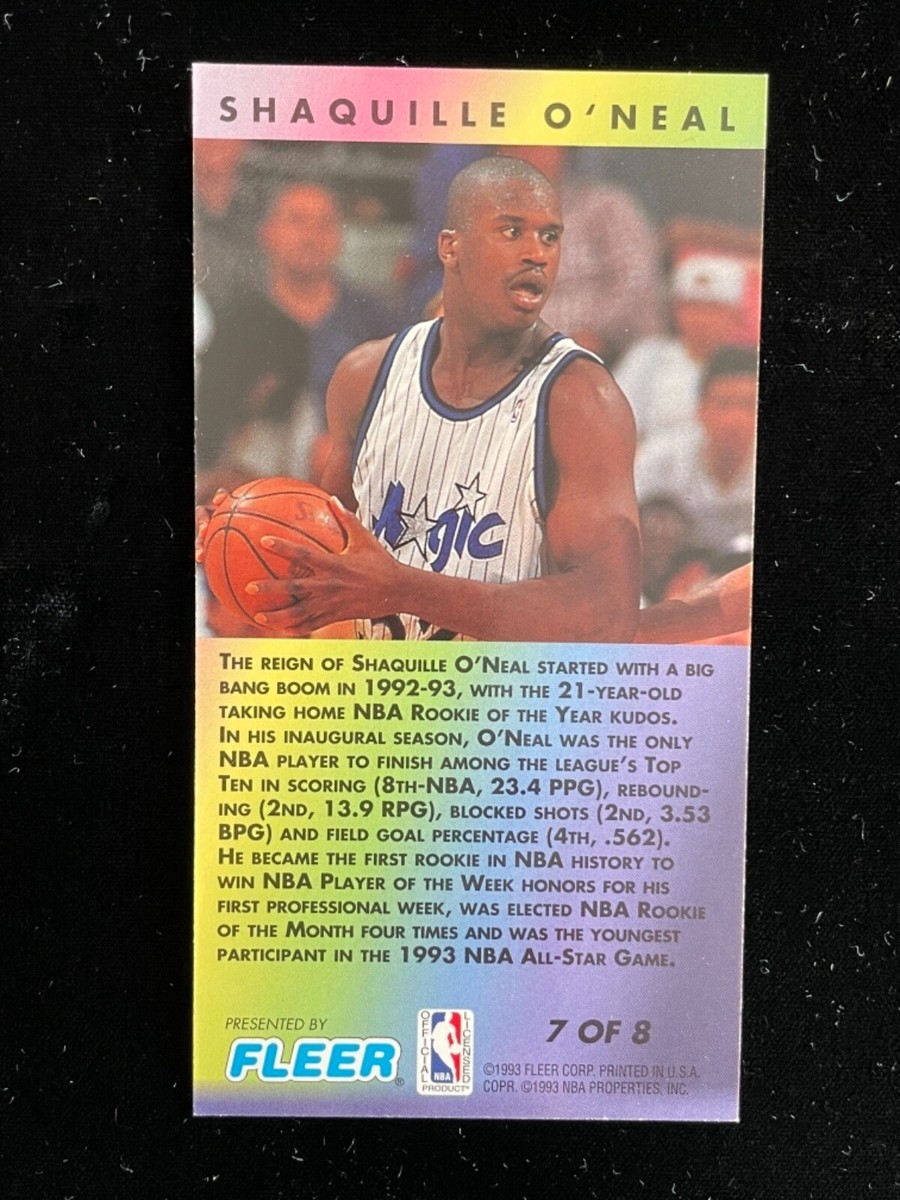 SHAQUILLE O'NEAL
Magic
THE REIGN OF SHAQUILLE O'NEAL STARTED WITH A BIG
BANG BOOM IN 1992-93, WITH THE 21-YEAR-OLD
TAKING HOME NBA ROOKIE OF THE YEAR KUDOS.
IN HIS INAUGURAL SEASON, O'NEAL WAS THE ONLY
NBA PLAYER TO FINISH AMONG THE LEAGUE'S TOP
TEN IN SCORING (8TH-NBA, 23.4 PPG), REBOUND-
ING (2ND, 13.9 RPG), BLOCKED SHOTS (2ND, 3.53
BPG) AND FIELD GOAL PERCENTAGE (4TH, .562).
HE BECAME THE FIRST ROOKIE IN NBA HISTORY TO
WIN NBA PLAYER OF THE WEEK HONORS FOR HIS
FIRST PROFESSIONAL WEEK, WAS ELECTED NBA ROOKIE
OF THE MONTH FOUR TIMES AND WAS THE YOUNGEST
PARTICIPANT IN THE 1993 NBA ALL-STAR GAME.
PRESENTED BY
FLEER®
OFFICIAL
LICENSED
NBA
PRODUCT
7 OF 8
©1993 FLEER CORP. PRINTED IN U.S.A.
COPR. ©1993 NBA PROPERTIES, INC.